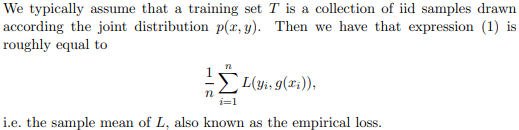 We typically assume that a training set T is a collection of iid samples drawn
according the joint distribution p(x, y). Then we have that expression (1) is
roughly equal to
1/n ∑_{i=1}^{n} L(y_i, g(x_i)),
i.e. the sample mean of L, also known as the empirical loss.